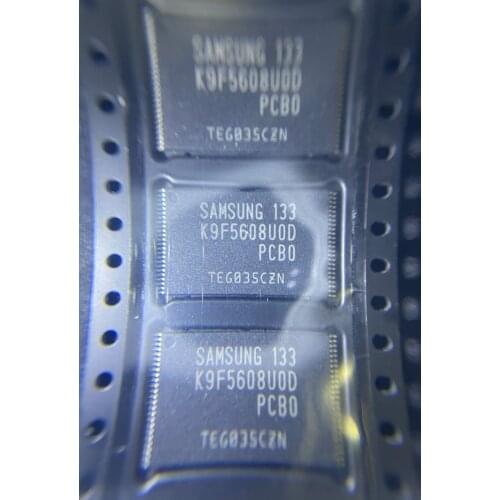 SAMSUNG 133
K9F5608U0D
PCB0
TEG035CZN
SAMSUNG 133
K9F5608U0D
PCB0
TEG035CZN
SAMSUNG 133
K9F5608U0D
PCB0
TEG035CZN